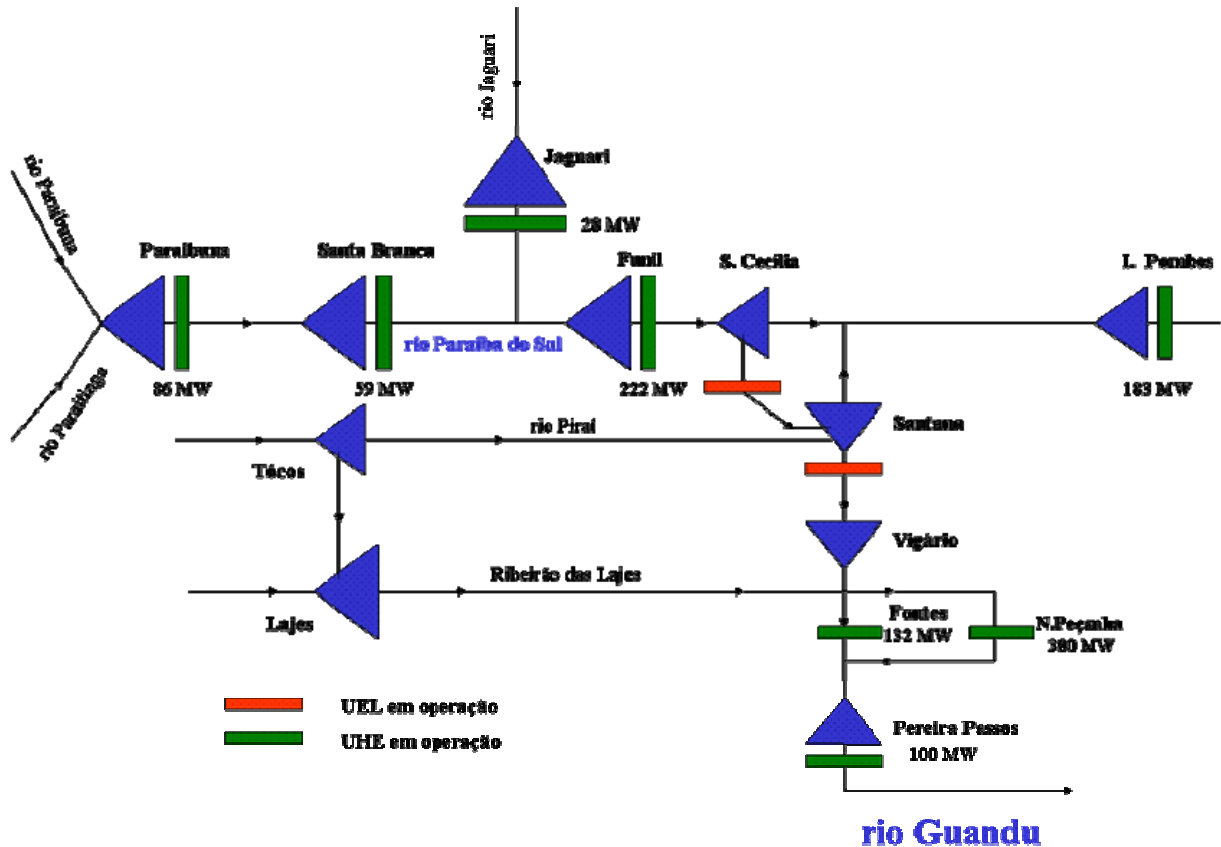 rio Jaguari
Jaguari
28 MW
rio Paraibuna
Paraibuna
86 MW
rio Paraitinga
Santa Branca
59 MW
rio Paraíba do Sul
Funil
222 MW
S. Cecília
I. Pombos
183 MW
Santana
rio Piraí
Tócos
Vigário
Ribeirão das Lajes
Lajes
Fontes
132 MW
N.Peçanha
380 MW
UEL em operação
UHE em operação
Pereira Passos
100 MW
rio Guandu